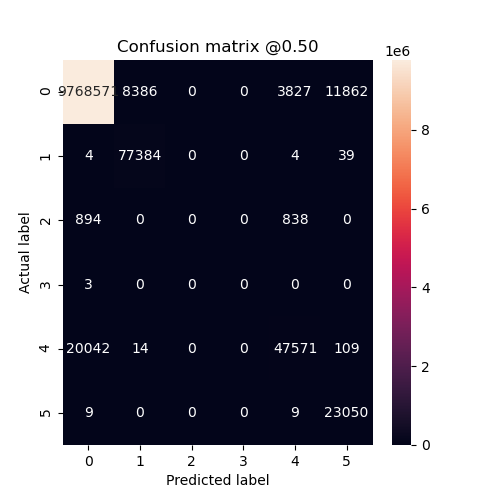 Confusion matrix @0.50
1e6
0 9768571 8386 0 0 3827 11862
8
1 4 77384 0 0 4 39
6
Actual label
2 894 0 0 0 838 0
3 3 0 0 0 0 0
4
4 20042 14 0 0 47571 109
2
5 9 0 0 0 9 23050
0
0 1 2 3 4 5
Predicted label